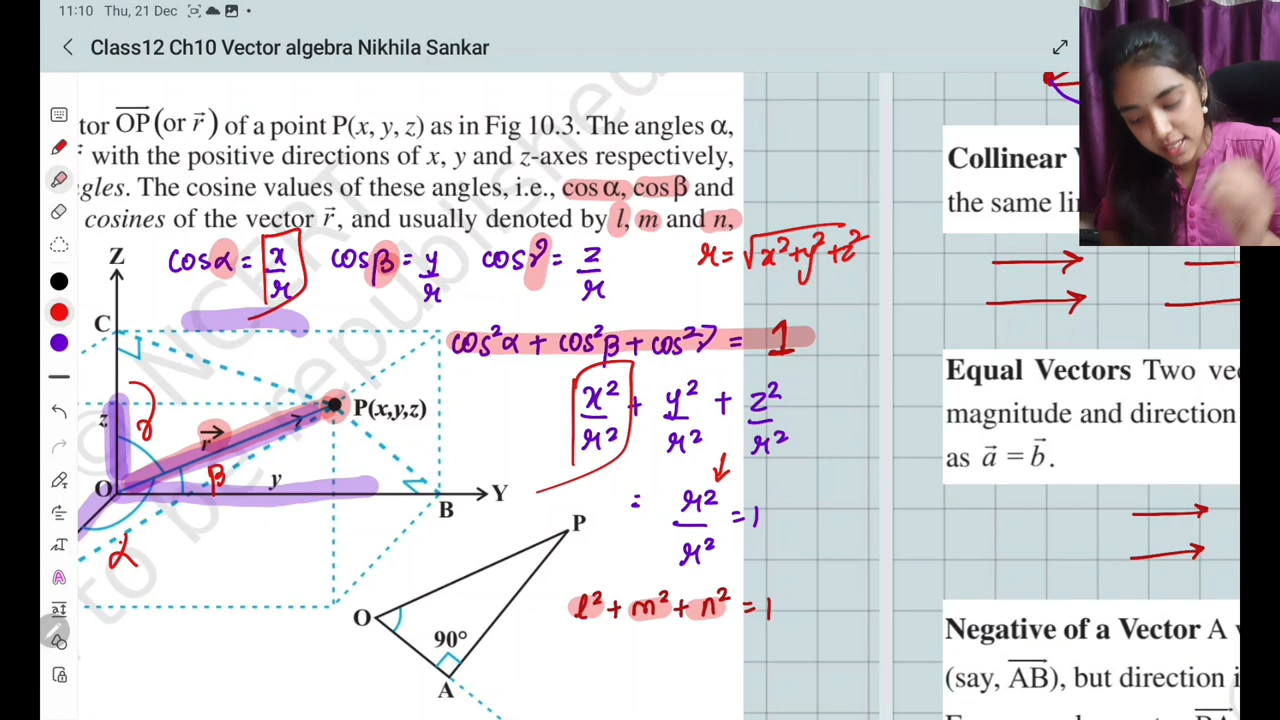 11:10 Thu, 21 Dec
Class12 Ch10 Vector algebra Nikhila Sankar
tor OP (or r) of a point P(x, y, z) as in Fig 10.3. The angles α,
with the positive directions of x, y and z-axes respectively,
gles. The cosine values of these angles, i.e., cos α, cos β and
cosines of the vector r, and usually denoted by l, m and n,
cosα = x/r cosβ = y/r cosγ = z/r r = √x²+y²+z²
Z
C
cos²α + cos²β + cos²γ = 1
x²/r² + y²/r² + z²/r²
P(x,y,z)
z
γ
r
β
y
O
Y
B
α
= r²/r² = 1
P
O
90°
A
l² + m² + n² = 1
Collinear
the same li
Equal Vectors Two ve
magnitude and direction
as a = b.
Negative of a Vector A
(say, AB), but direction i
© NCERT
to be republished